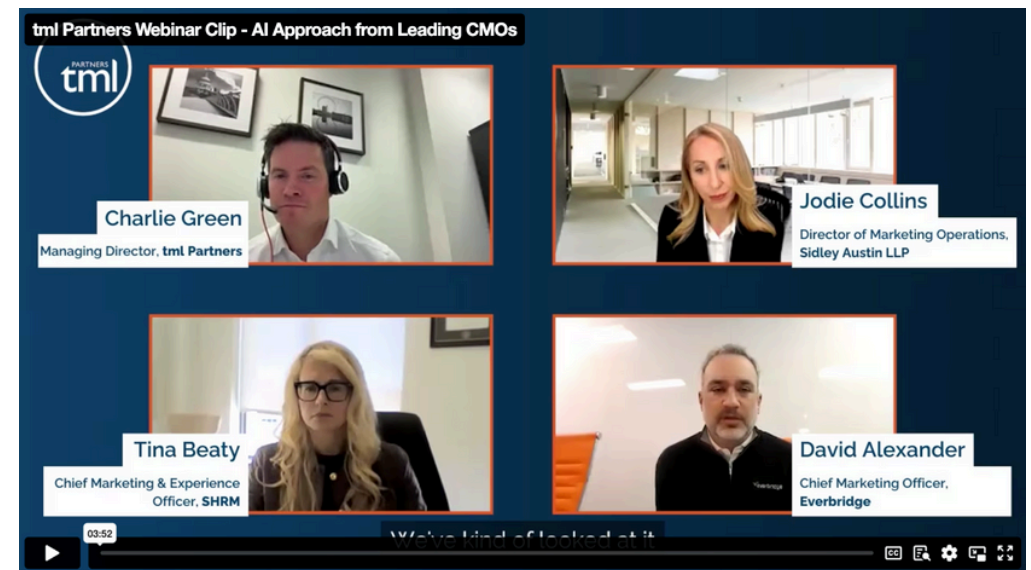 tml Partners Webinar Clip - AI Approach from Leading CMOs
PARTNERS
tml
Charlie Green
Managing Director, tml Partners
Jodie Collins
Director of Marketing Operations,
Sidley Austin LLP
Tina Beaty
Chief Marketing & Experience
Officer, SHRM
David Alexander
Chief Marketing Officer,
Everbridge
everbridge
We've kind of looked at it
03:52
CC